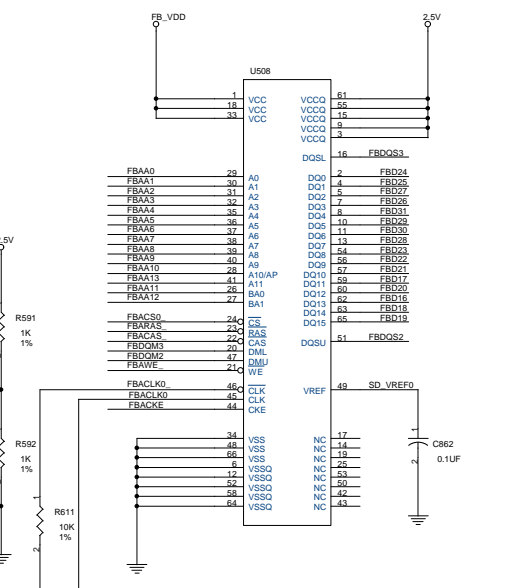 FB_VDD 2.5V
U508
1 VCC VCCQ 61
18 VCC VCCQ 55
33 VCC VCCQ 15
VCCQ 9
VCCQ 3
DQSL 16 FBDQS3
FBAA0 29 A0 DQ0 2 FBD24
FBAA1 30 A1 DQ1 4 FBD25
FBAA2 31 A2 DQ2 5 FBD27
FBAA3 32 A3 DQ3 7 FBD26
FBAA4 35 A4 DQ4 8 FBD31
FBAA5 36 A5 DQ5 10 FBD29
FBAA6 37 A6 DQ6 11 FBD30
FBAA7 38 A7 DQ7 13 FBD28
FBAA8 39 A8 DQ8 54 FBD23
FBAA9 40 A9 DQ9 56 FBD22
FBAA10 28 A10/AP DQ10 57 FBD21
FBAA13 41 A11 DQ11 59 FBD17
FBAA11 26 BA0 DQ12 60 FBD20
FBAA12 27 BA1 DQ13 62 FBD16
DQ14 63 FBD18
DQ15 65 FBD19
.5V
FBACS0_ 24 CS
FBARAS_ 23 RAS
FBACAS_ 22 CAS DQSU 51 FBDQS2
FBDQM3 20 DML
FBDQM2 47 DMU
FBAWE_ 21 WE
R591
1K
1%
FBACLK0_ 46 CLK VREF 49 SD_VREF0
FBACLK0 45 CLK
FBACKE 44 CKE
34 VSS NC 17
48 VSS NC 14
66 VSS NC 19
6 VSSQ NC 25
12 VSSQ NC 53
52 VSSQ NC 50
58 VSSQ NC 42
64 VSSQ NC 43
R592
1K
1%
1
C862
0.1UF
2
1
R611
10K
1%
2